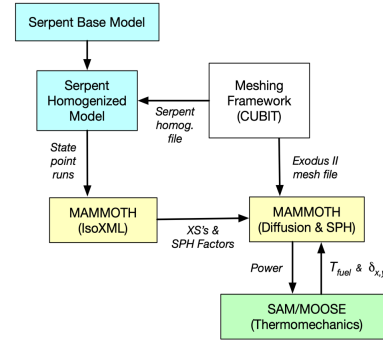 Serpent Base Model
Serpent
Homogenized
Model
Meshing
Framework
(CUBIT)
Serpent
homog.
file
State
point
runs
Exodus II
mesh file
MAMMOTH
(IsoXML)
XS's &
SPH Factors
MAMMOTH
(Diffusion & SPH)
Power
T_fuel & δ_x,y
SAM/MOOSE
(Thermomechanics)